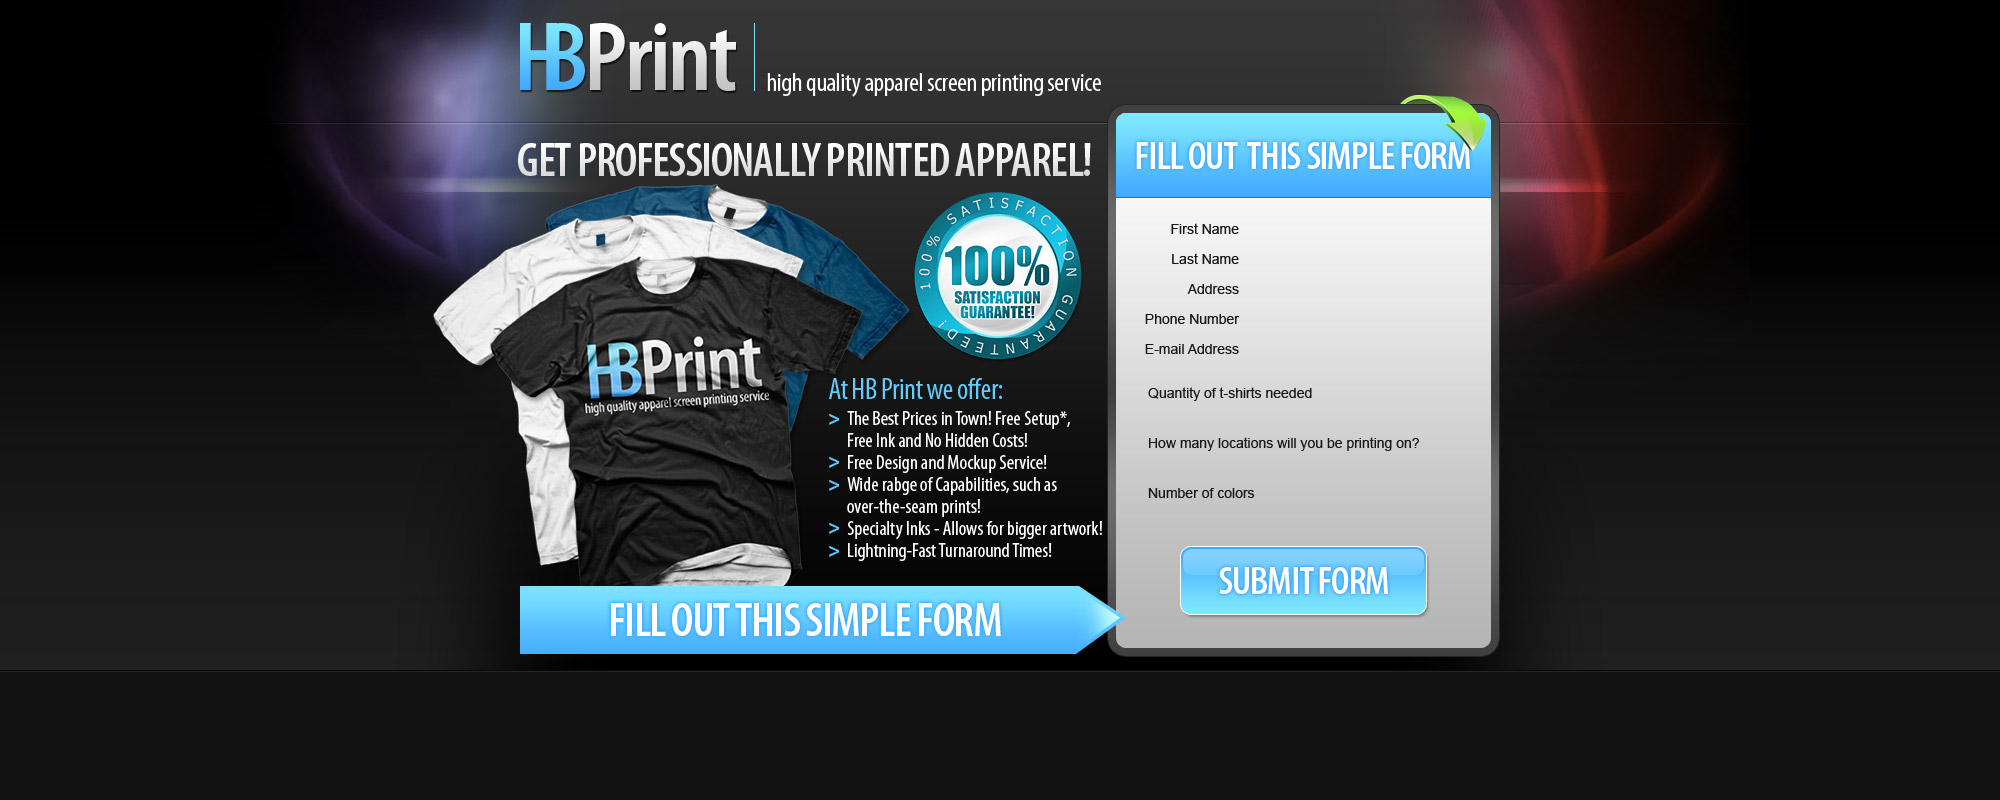 HBPrint
high quality apparel screen printing service
GET PROFESSIONALLY PRINTED APPAREL!
100% SATISFACTION GUARANTEED!
100%
SATISFACTION
GUARANTEE!
HBPrint
high quality apparel screen printing service
At HB Print we offer:
> The Best Prices in Town! Free Setup*,
Free Ink and No Hidden Costs!
> Free Design and Mockup Service!
> Wide rabge of Capabilities, such as
over-the-seam prints!
> Specialty Inks - Allows for bigger artwork!
> Lightning-Fast Turnaround Times!
FILL OUT THIS SIMPLE FORM
FILL OUT THIS SIMPLE FORM
First Name
Last Name
Address
Phone Number
E-mail Address
Quantity of t-shirts needed
How many locations will you be printing on?
Number of colors
SUBMIT FORM